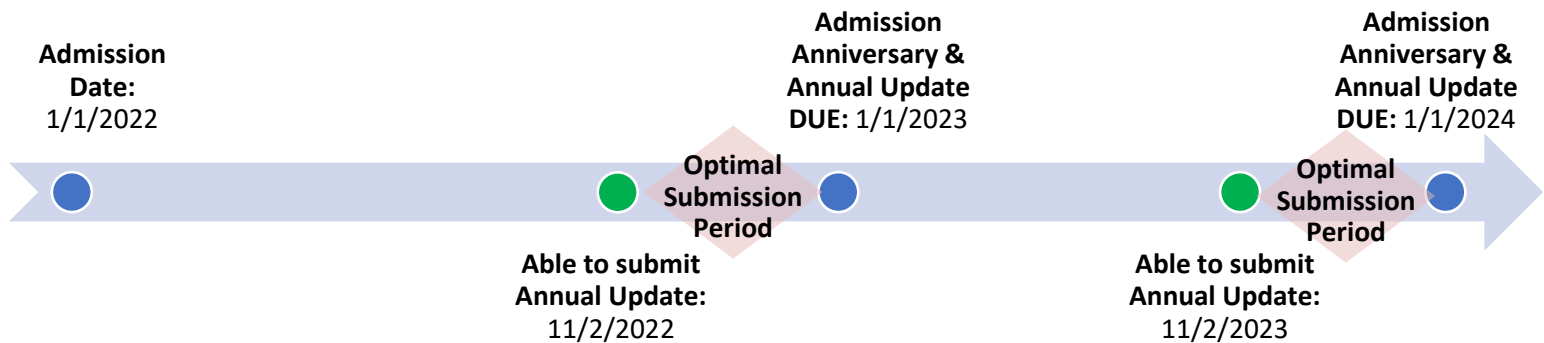 Admission
Date:
1/1/2022
Able to submit
Annual Update:
11/2/2022
Optimal
Submission
Period
Admission
Anniversary &
Annual Update
DUE: 1/1/2023
Able to submit
Annual Update:
11/2/2023
Optimal
Submission
Period
Admission
Anniversary &
Annual Update
DUE: 1/1/2024